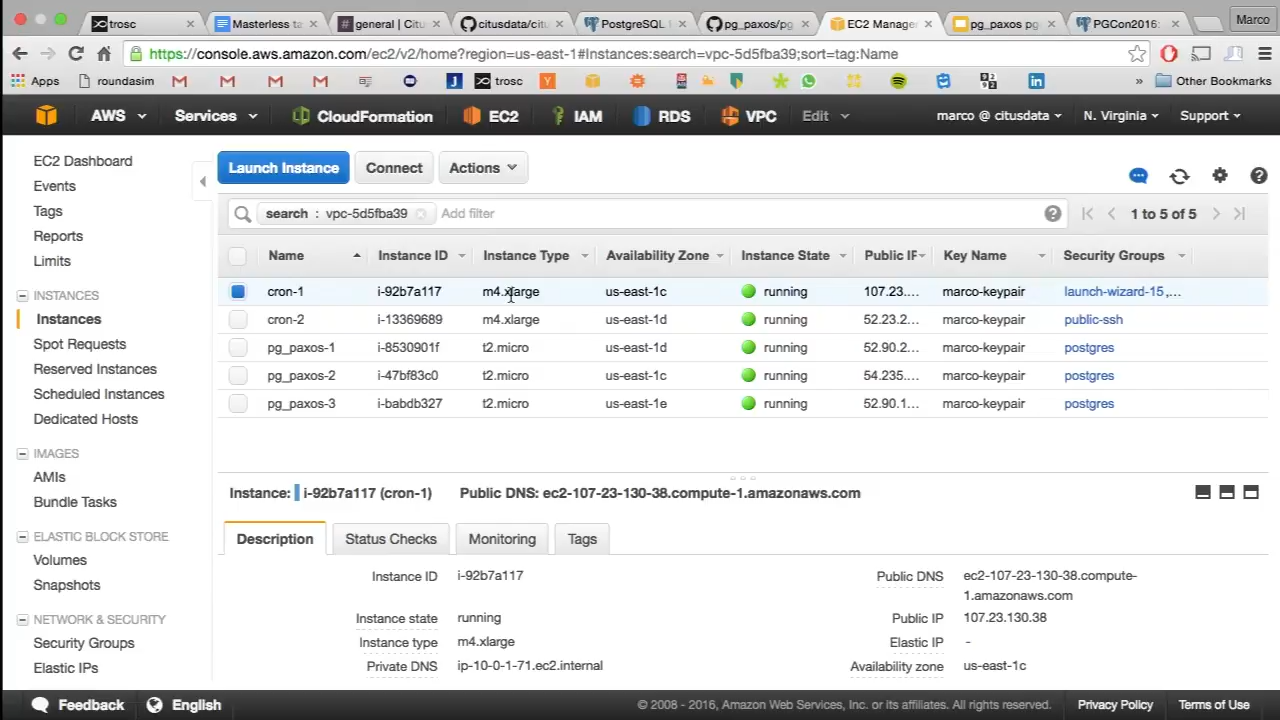 trosc
Masterless ta
general | Citu
citusdata/citu
PostgreSQL
pg_paxos/pg
EC2 Manage
pg_paxos pg
PGCon2016:
Marco
https://console.aws.amazon.com/ec2/v2/home?region=us-east-1#Instances:search=vpc-5d5fba39;sort=tag:Name
Apps
roundasim
trosc
Other Bookmarks
AWS
Services
CloudFormation
EC2
IAM
RDS
VPC
Edit
marco @ citusdata
N. Virginia
Support
EC2 Dashboard
Events
Tags
Reports
Limits
INSTANCES
Instances
Spot Requests
Reserved Instances
Scheduled Instances
Dedicated Hosts
IMAGES
AMIs
Bundle Tasks
ELASTIC BLOCK STORE
Volumes
Snapshots
NETWORK & SECURITY
Security Groups
Elastic IPs
Launch Instance
Connect
Actions
search : vpc-5d5fba39
Add filter
1 to 5 of 5
Name Instance ID Instance Type Availability Zone Instance State Public IP Key Name Security Groups
cron-1 i-92b7a117 m4.xlarge us-east-1c running 107.23.... marco-keypair launch-wizard-15,...
cron-2 i-13369689 m4.xlarge us-east-1d running 52.23.2... marco-keypair public-ssh
pg_paxos-1 i-8530901f t2.micro us-east-1d running 52.90.2... marco-keypair postgres
pg_paxos-2 i-47bf83c0 t2.micro us-east-1c running 54.235.... marco-keypair postgres
pg_paxos-3 i-babdb327 t2.micro us-east-1e running 52.90.1... marco-keypair postgres
Instance: i-92b7a117 (cron-1) Public DNS: ec2-107-23-130-38.compute-1.amazonaws.com
Description
Status Checks
Monitoring
Tags
Instance ID i-92b7a117
Instance state running
Instance type m4.xlarge
Private DNS ip-10-0-1-71.ec2.internal
Public DNS ec2-107-23-130-38.compute-
1.amazonaws.com
Public IP 107.23.130.38
Elastic IP -
Availability zone us-east-1c
Feedback
English
© 2008 - 2016, Amazon Web Services, Inc. or its affiliates. All rights reserved.
Privacy Policy
Terms of Use